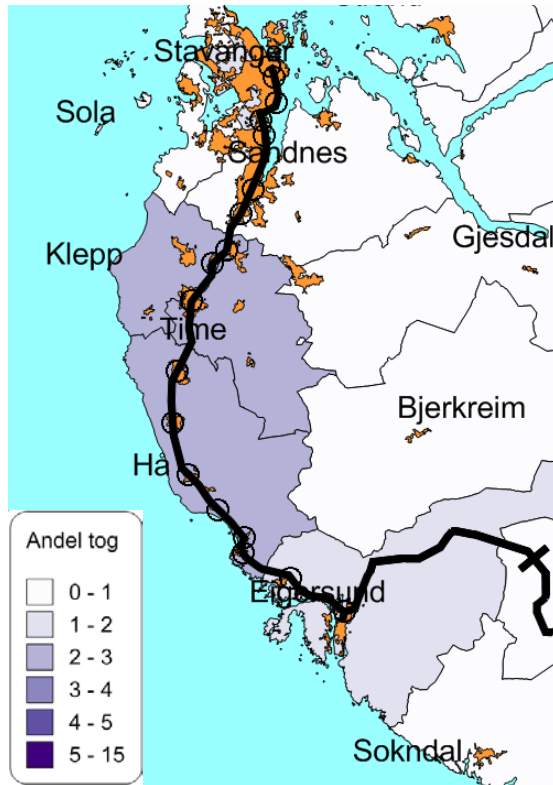 Stavanger
Sola
Sandnes
Klepp
Gjesdal
Time
Bjerkreim
Hå
Eigersund
Sokndal
Andel tog
0 - 1
1 - 2
2 - 3
3 - 4
4 - 5
5 - 15